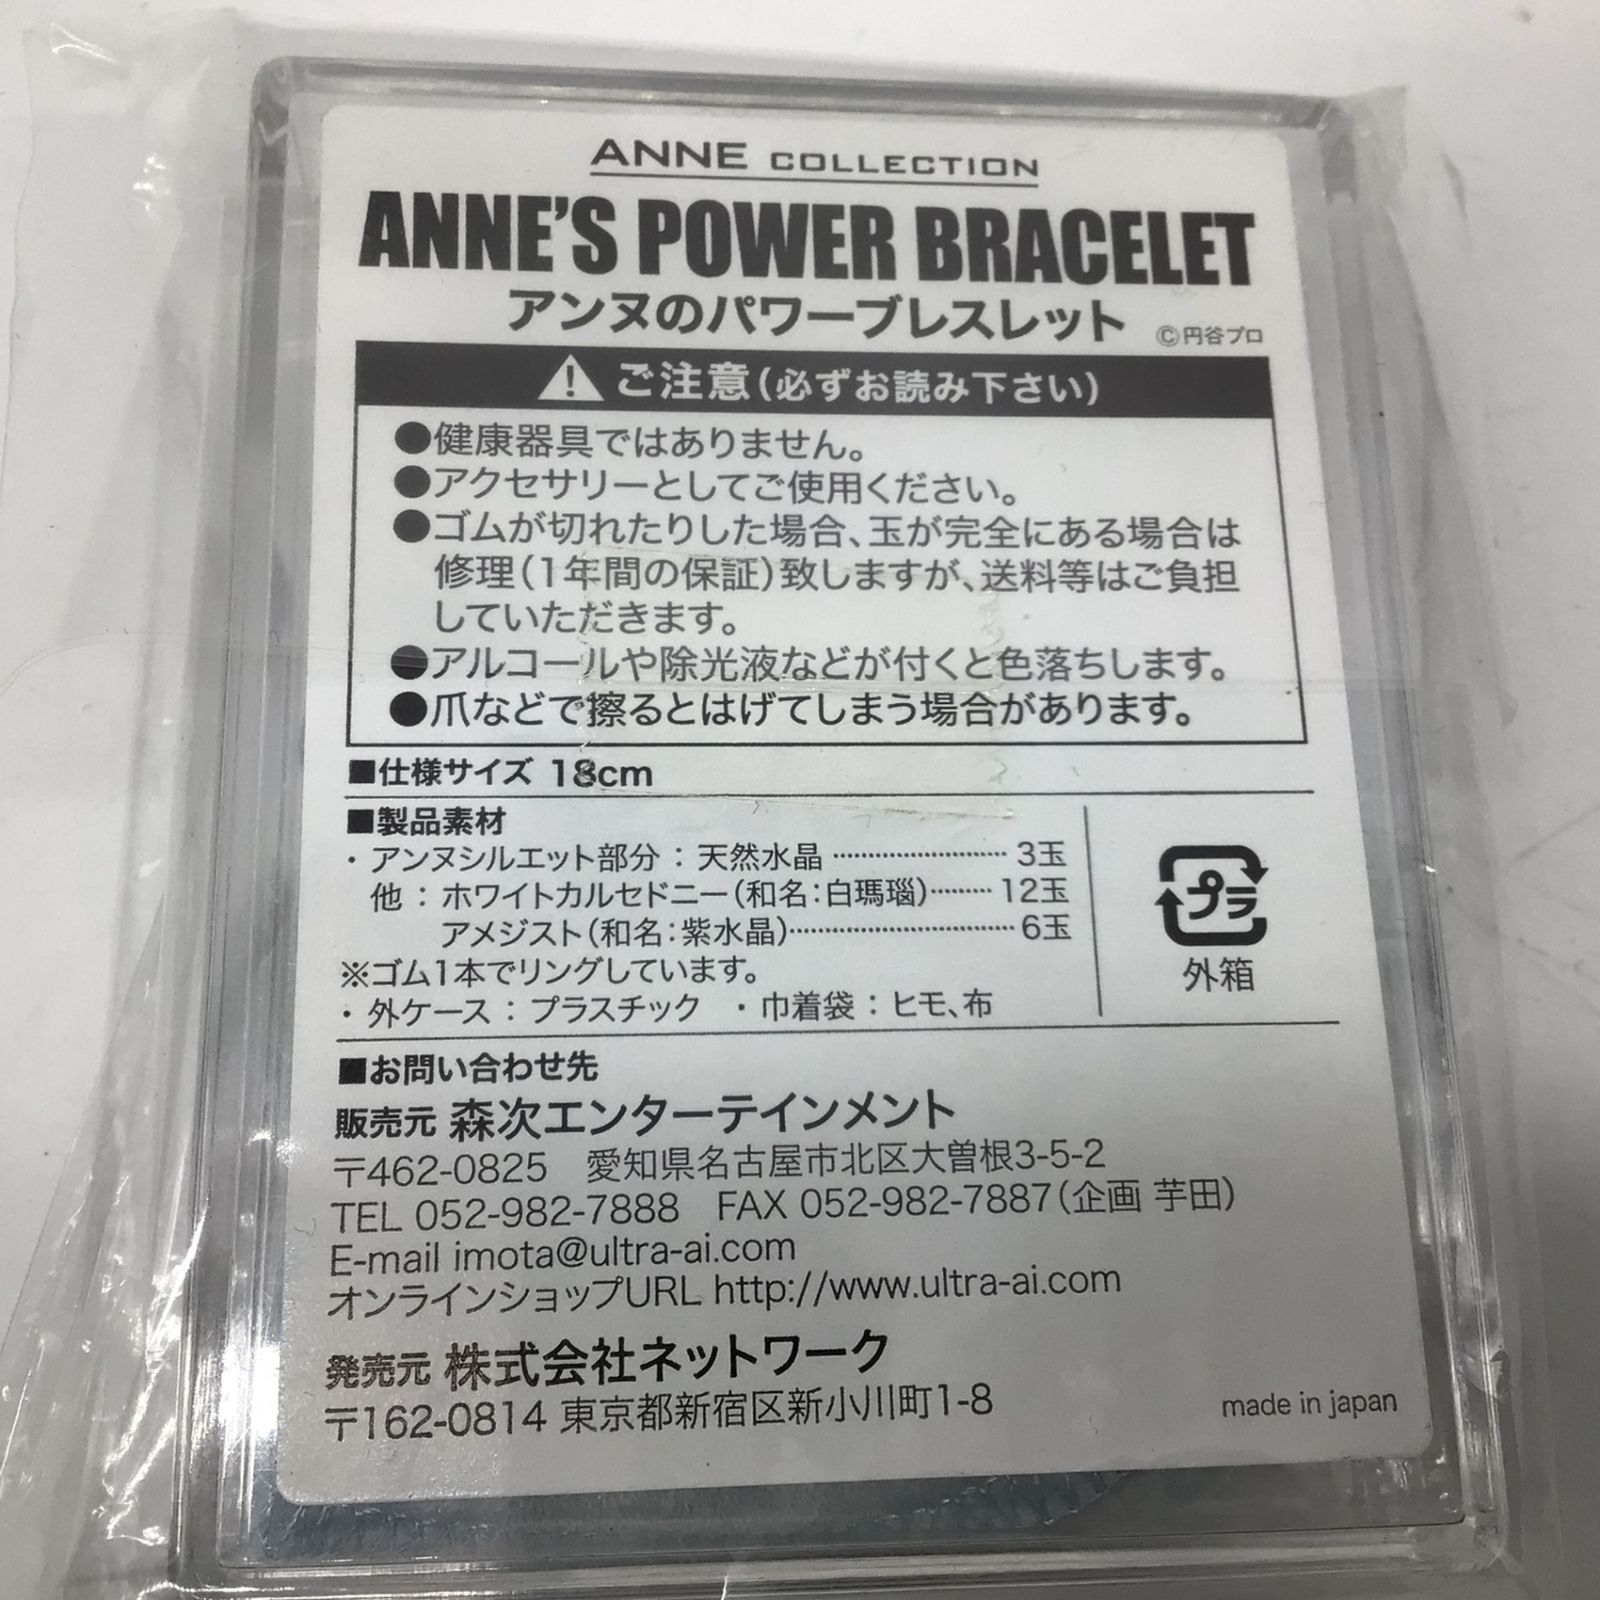 ANNE COLLECTION
ANNE'S POWER BRACELET
アンヌのパワーブレスレット ©円谷プロ
ご注意(必ずお読み下さい)
●健康器具ではありません。
●アクセサリーとしてご使用ください。
●ゴムが切れたりした場合、玉が完全にある場合は
修理(1年間の保証)致しますが、送料等はご負担
していただきます。
●アルコールや除光液などが付くと色落ちします。
●爪などで擦るとはげてしまう場合があります。
■仕様サイズ 18cm
■製品素材
・アンヌシルエット部分：天然水晶 ………………… 3玉
他：ホワイトカルセドニー(和名：白瑪瑙)……… 12玉
アメジスト(和名：紫水晶)………………………… 6玉
※ゴム1本でリングしています。
・外ケース：プラスチック ・巾着袋：ヒモ、布
プラ
外箱
■お問い合わせ先
販売元 森次エンターテインメント
〒462-0825 愛知県名古屋市北区大曽根3-5-2
TEL 052-982-7888 FAX 052-982-7887(企画 芋田)
E-mail imota@ultra-ai.com
オンラインショップURL http://www.ultra-ai.com
発売元 株式会社ネットワーク
〒162-0814 東京都新宿区新小川町1-8
made in japan